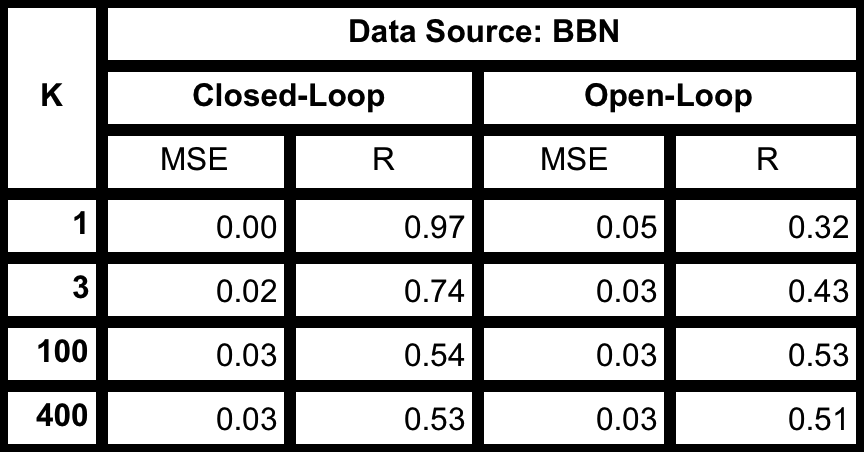 Data Source: BBN
K Closed-Loop Open-Loop
MSE R MSE R
1 0.00 0.97 0.05 0.32
3 0.02 0.74 0.03 0.43
100 0.03 0.54 0.03 0.53
400 0.03 0.53 0.03 0.51